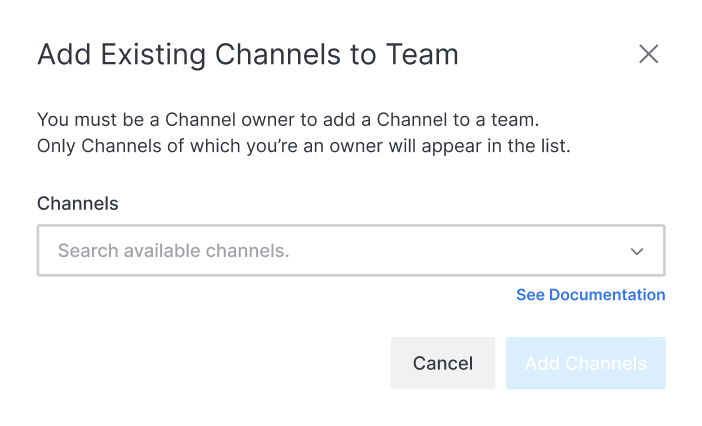 Add Existing Channels to Team
You must be a Channel owner to add a Channel to a team.
Only Channels of which you’re an owner will appear in the list.
Channels
Search available channels.
See Documentation
Cancel
Add Channels